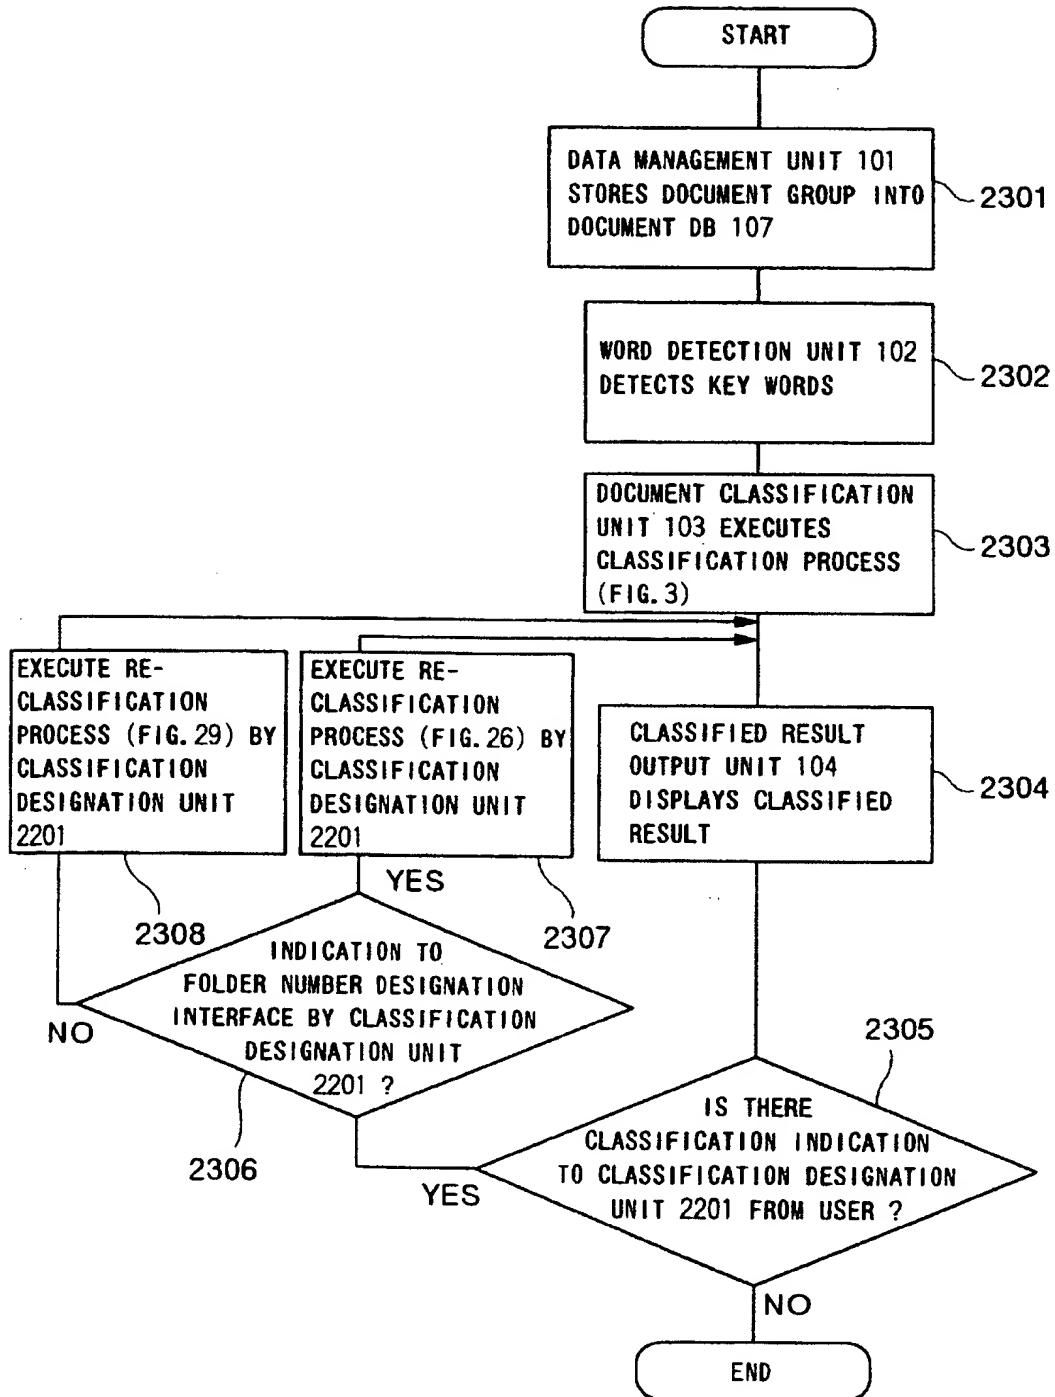 START
DATA MANAGEMENT UNIT 101
STORES DOCUMENT GROUP INTO
DOCUMENT DB 107
2301
WORD DETECTION UNIT 102
DETECTS KEY WORDS
2302
DOCUMENT CLASSIFICATION
UNIT 103 EXECUTES
CLASSIFICATION PROCESS
(FIG. 3)
2303
EXECUTE RE-
CLASSIFICATION
PROCESS (FIG. 29) BY
CLASSIFICATION
DESIGNATION UNIT
2201
2308
EXECUTE RE-
CLASSIFICATION
PROCESS (FIG. 26) BY
CLASSIFICATION
DESIGNATION UNIT
2201
2307
CLASSIFIED RESULT
OUTPUT UNIT 104
DISPLAYS CLASSIFIED
RESULT
2304
YES
INDICATION TO
FOLDER NUMBER DESIGNATION
INTERFACE BY CLASSIFICATION
DESIGNATION UNIT
2201 ?
NO
2306
2305
IS THERE
CLASSIFICATION INDICATION
TO CLASSIFICATION DESIGNATION
UNIT 2201 FROM USER ?
YES
NO
END